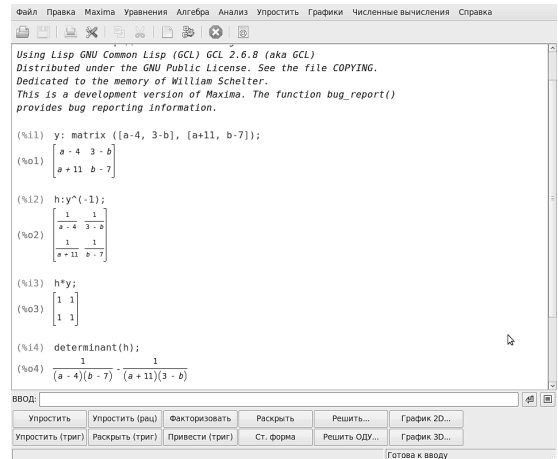 Файл Правка Maxima Уравнения Алгебра Анализ Упростить Графики Численные вычисления Справка
Using Lisp GNU Common Lisp (GCL) GCL 2.6.8 (aka GCL)
Distributed under the GNU Public License. See the file COPYING.
Dedicated to the memory of William Schelter.
This is a development version of Maxima. The function bug_report()
provides bug reporting information.
(%i1) y: matrix ([a-4, 3-b], [a+11, b-7]);
(%o1) [a - 4 3 - b]
[a + 11 b - 7]
(%i2) h:y^(-1);
(%o2) [1/(a - 4) 1/(3 - b)]
[1/(a + 11) 1/(b - 7)]
(%i3) h*y;
(%o3) [1 1]
[1 1]
(%i4) determinant(h);
(%o4) 1/((a - 4)(b - 7)) - 1/((a + 11)(3 - b))
ВВОД:
Упростить Упростить (рац) Факторизовать Раскрыть Решить... График 2D...
Упростить (триг) Раскрыть (триг) Привести (триг) Ст. форма Решить ОДУ... График 3D...
Готова к вводу